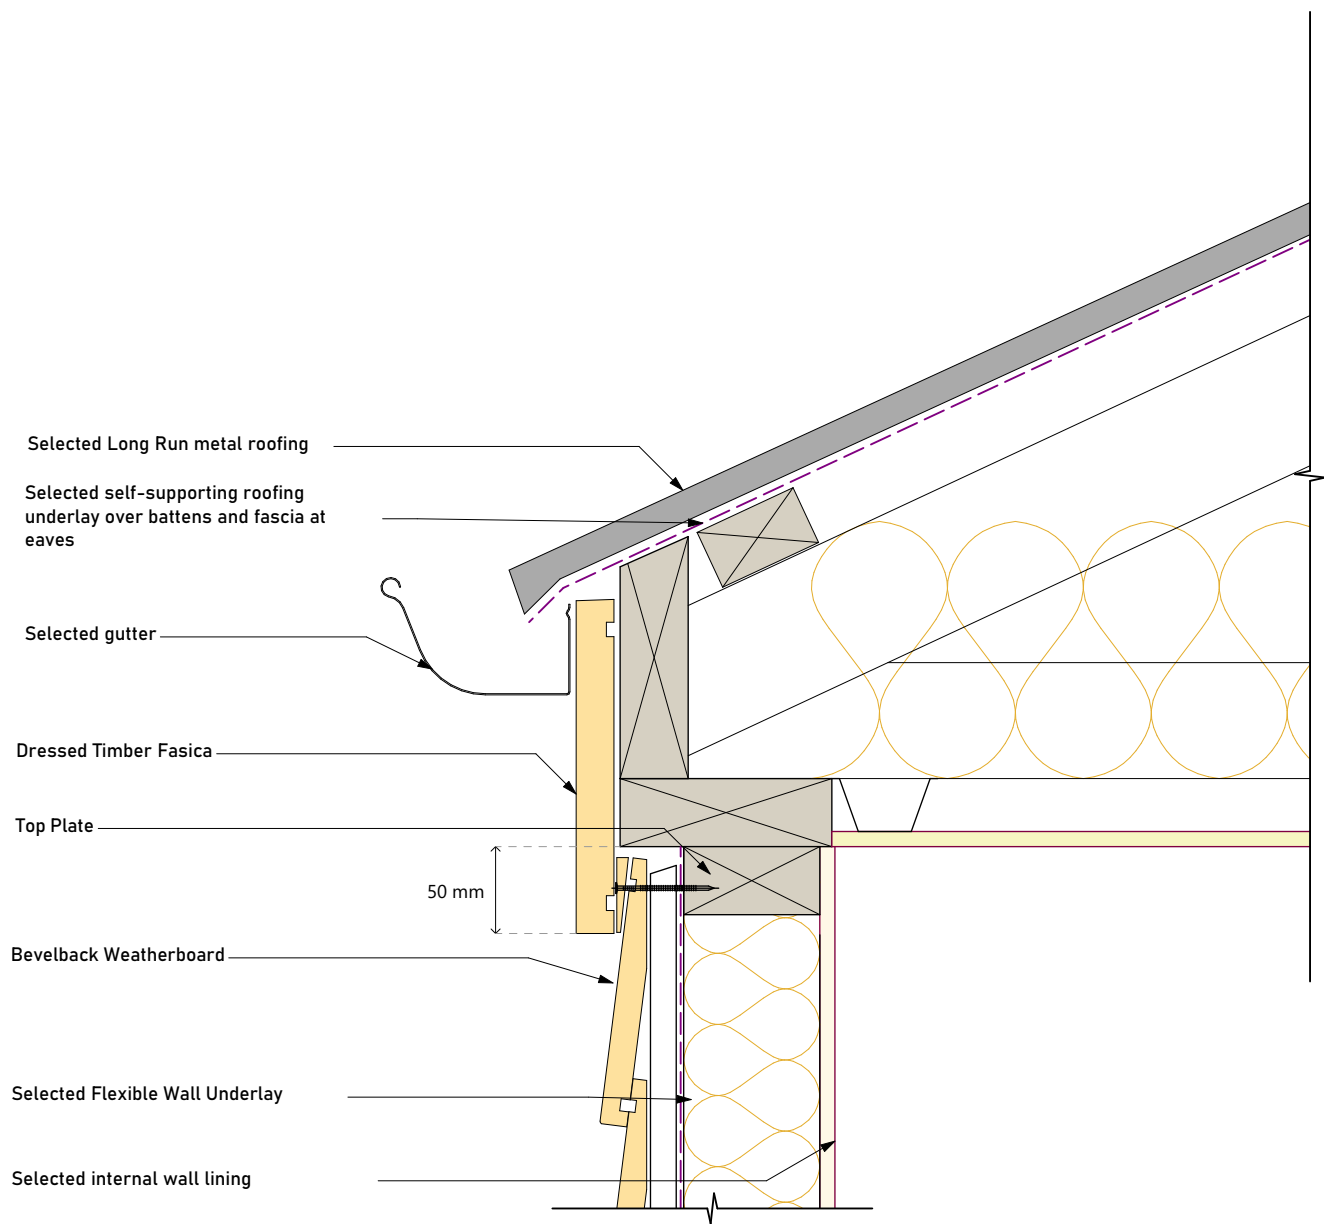 Selected Long Run metal roofing
Selected self-supporting roofing
underlay over battens and fascia at
eaves
Selected gutter
Dressed Timber Fasica
Top Plate
50 mm
Bevelback Weatherboard
Selected Flexible Wall Underlay
Selected internal wall lining